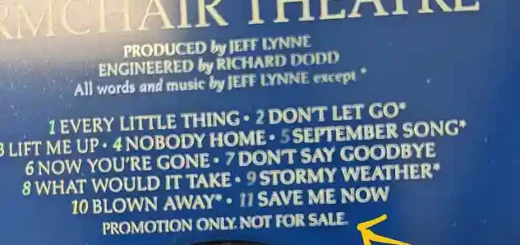 RMCHAIR THEATRE
PRODUCED by JEFF LYNNE
ENGINEERED by RICHARD DODD
All words and music by JEFF LYNNE except *
1 EVERY LITTLE THING • 2 DON'T LET GO*
3 LIFT ME UP • 4 NOBODY HOME • 5 SEPTEMBER SONG*
6 NOW YOU'RE GONE • 7 DON'T SAY GOODBYE
8 WHAT WOULD IT TAKE • 9 STORMY WEATHER*
10 BLOWN AWAY* • 11 SAVE ME NOW
PROMOTION ONLY. NOT FOR SALE.